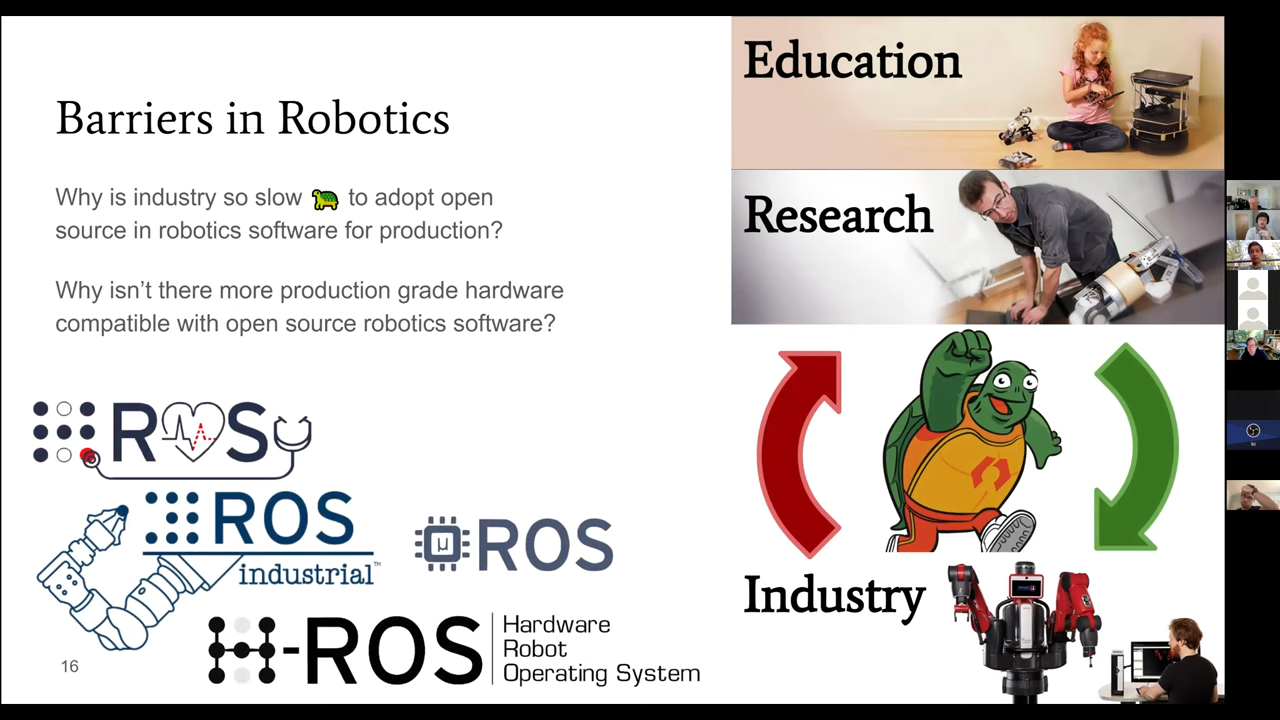 Barriers in Robotics
Why is industry so slow 🐢 to adopt open
source in robotics software for production?
Why isn’t there more production grade hardware
compatible with open source robotics software?
ROS
ROS
industrial™
μ
ROS
H-ROS
Hardware
Robot
Operating System
16
Education
Research
Industry